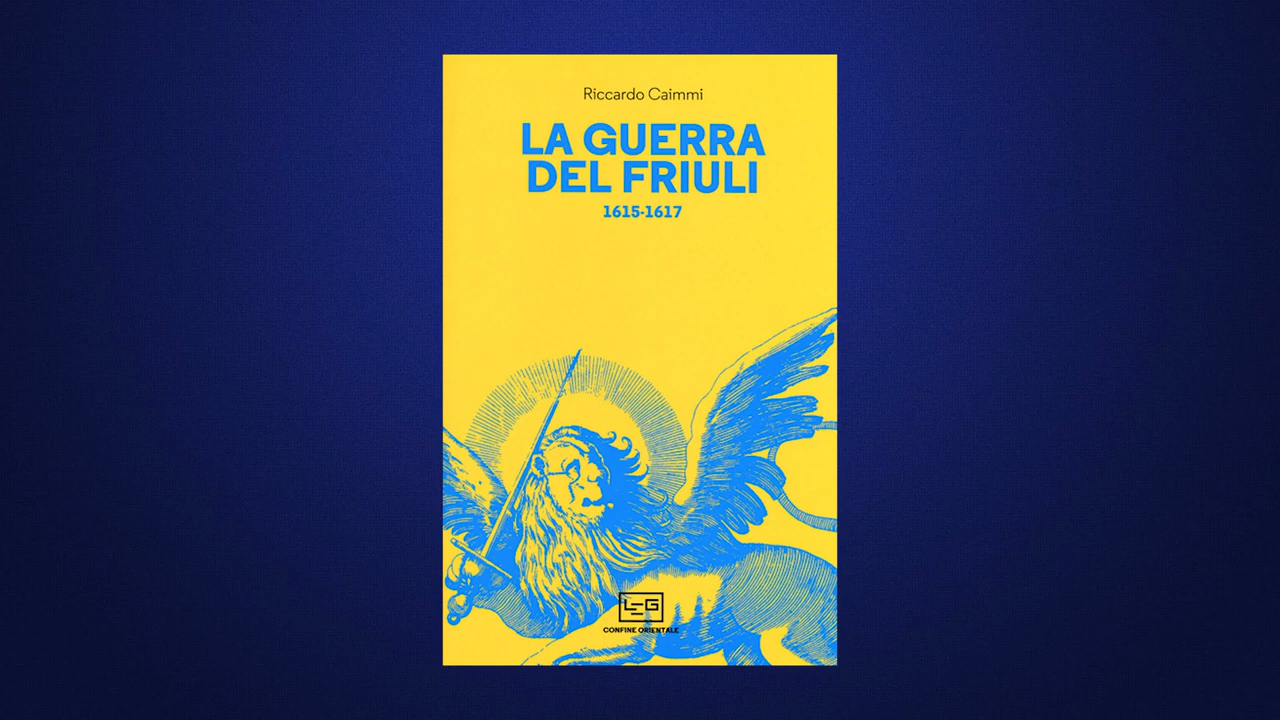 Riccardo Caimmi
LA GUERRA
DEL FRIULI
1615-1617
LEG
CONFINE ORIENTALE